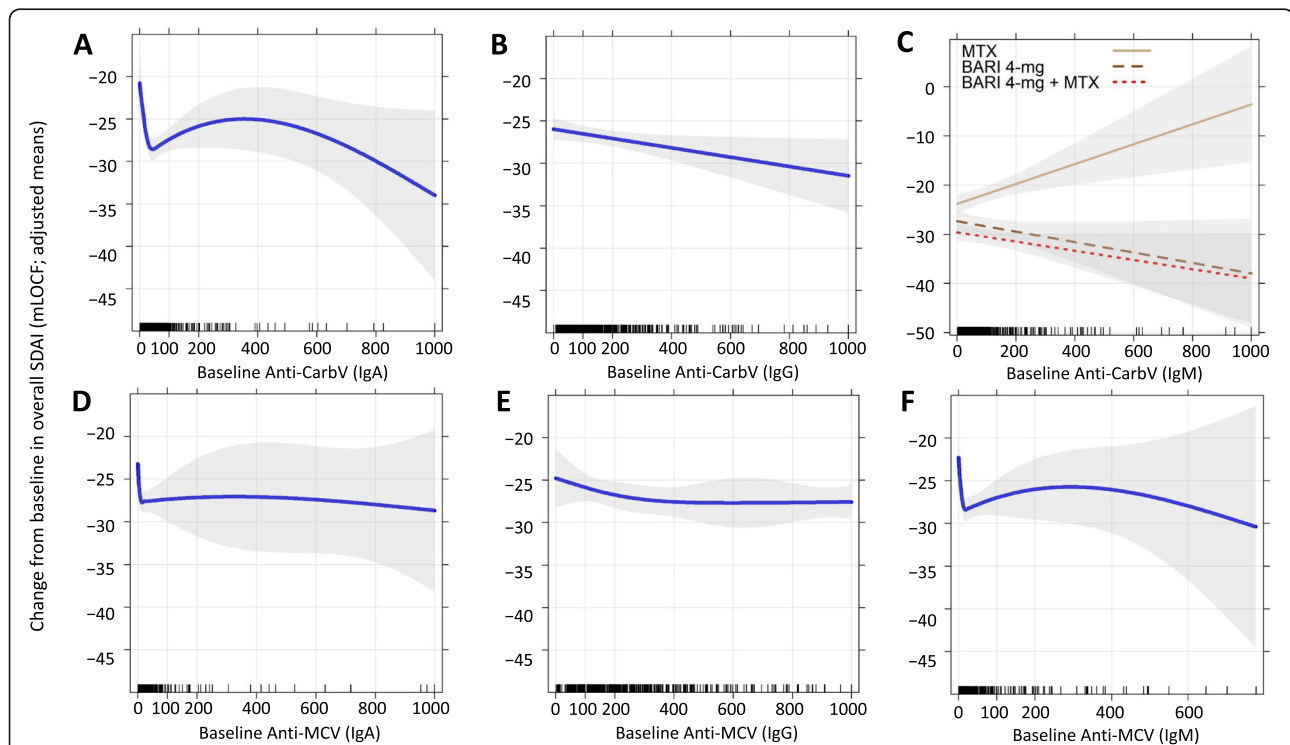 A
B
C
−20
−25
−30
−35
−40
−45
0 100 200 400 600 800 1000
Baseline Anti-CarbV (IgA)
−20
−25
−30
−35
−40
−45
0 100 200 400 600 800 1000
Baseline Anti-CarbV (IgG)
MTX
BARI 4-mg
BARI 4-mg + MTX
0
−10
−20
−30
−40
−50
0 200 400 600 800 1000
Baseline Anti-CarbV (IgM)
Change from baseline in overall SDAI (mLOCF; adjusted means)
D
E
F
−20
−25
−30
−35
−40
−45
0 100 200 400 600 800 1000
Baseline Anti-MCV (IgA)
−20
−25
−30
−35
−40
−45
0 100 200 400 600 800 1000
Baseline Anti-MCV (IgG)
−20
−25
−30
−35
−40
−45
0 100 200 400 600
Baseline Anti-MCV (IgM)